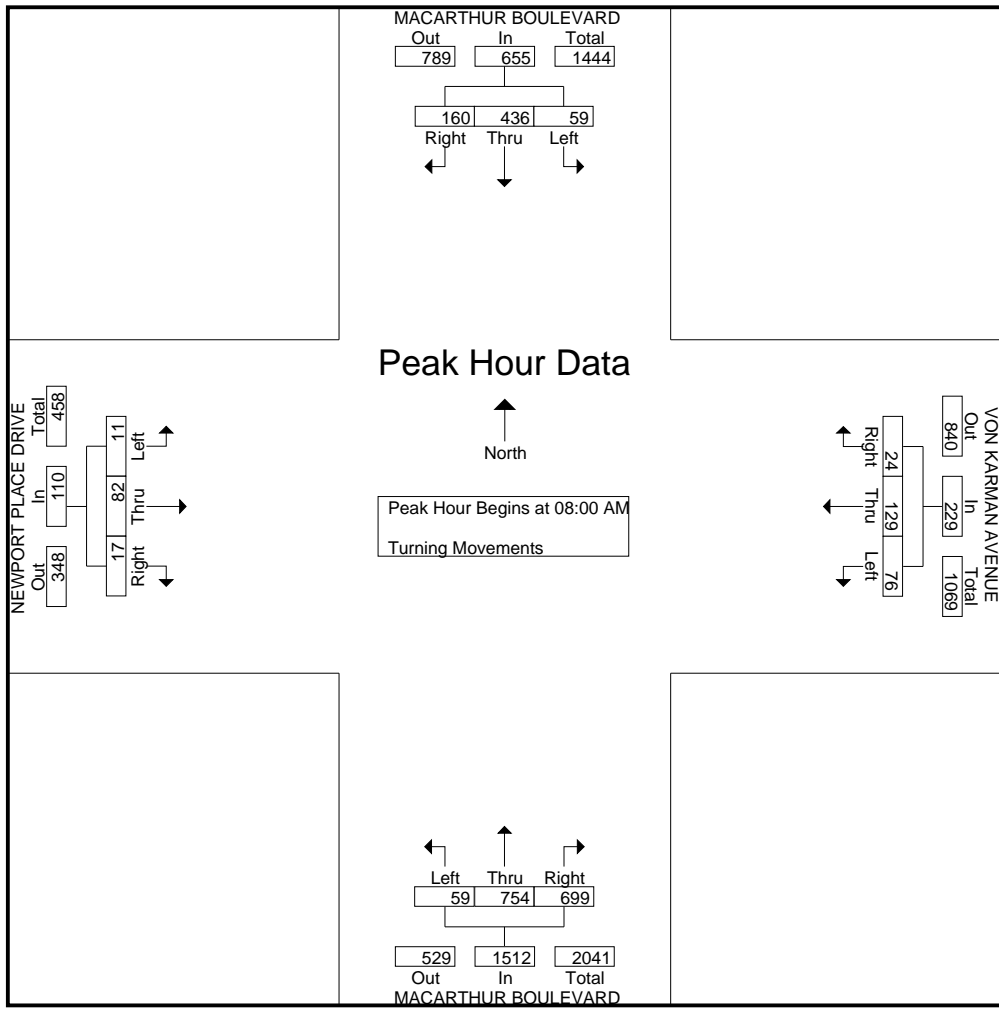 MACARTHUR BOULEVARD
Out In Total
789 655 1444
160 436 59
Right Thru Left
Peak Hour Data
North
Peak Hour Begins at 08:00 AM
Turning Movements
NEWPORT PLACE DRIVE
Out In Total
348 110 458
17 82 11
Right Thru Left
VON KARMAN AVENUE
Out In Total
840 229 1069
24 129 76
Right Thru Left
Left Thru Right
59 754 699
529 1512 2041
Out In Total
MACARTHUR BOULEVARD